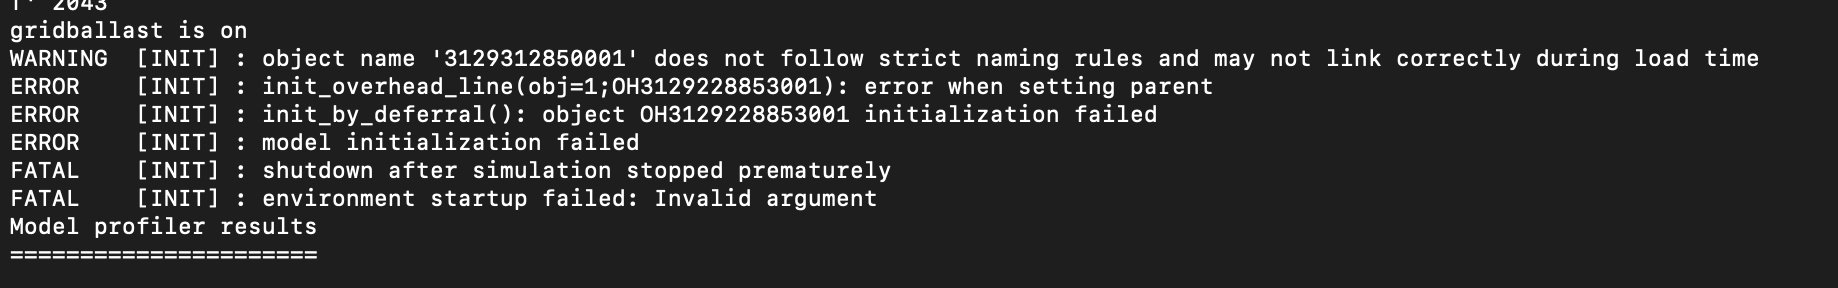 2043
gridballast is on
WARNING  [INIT] : object name '3129312850001' does not follow strict naming rules and may not link correctly during load time
ERROR    [INIT] : init_overhead_line(obj=1;OH3129228853001): error when setting parent
ERROR    [INIT] : init_by_deferral(): object OH3129228853001 initialization failed
ERROR    [INIT] : model initialization failed
FATAL    [INIT] : shutdown after simulation stopped prematurely
FATAL    [INIT] : environment startup failed: Invalid argument
Model profiler results
======================